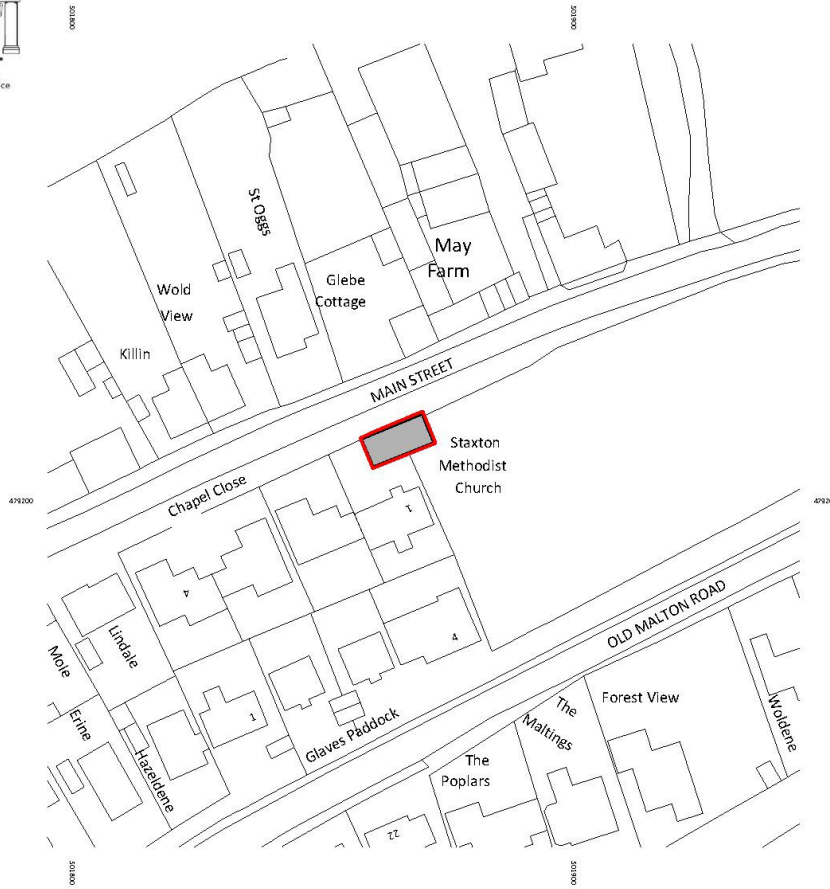 501800
501900
ce
St Oggs
May
Farm
Wold
View
Glebe
Cottage
Killin
MAIN STREET
Staxton
Methodist
Church
479200
4792
Chapel Close
1
4
4
OLD MALTON ROAD
Lindale
Mole
Erine
1
Hazeldene
Glaves Paddock
The
Maltings
Forest View
Woldene
The
Poplars
22
501800
501900